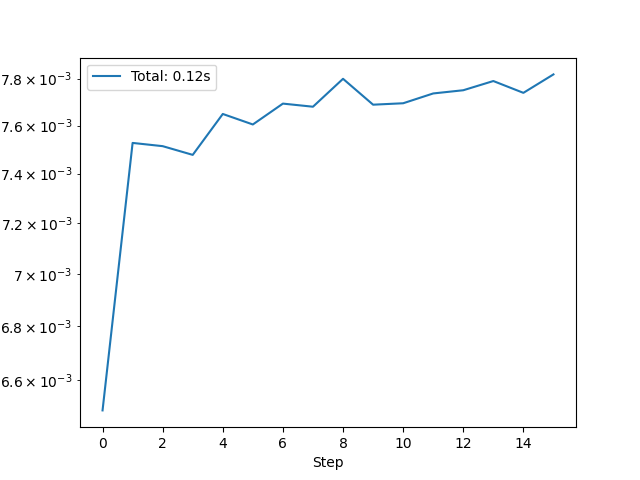 Total: 0.12s
7.8 × 10⁻³
7.6 × 10⁻³
7.4 × 10⁻³
7.2 × 10⁻³
7 × 10⁻³
6.8 × 10⁻³
6.6 × 10⁻³
0 2 4 6 8 10 12 14
Step